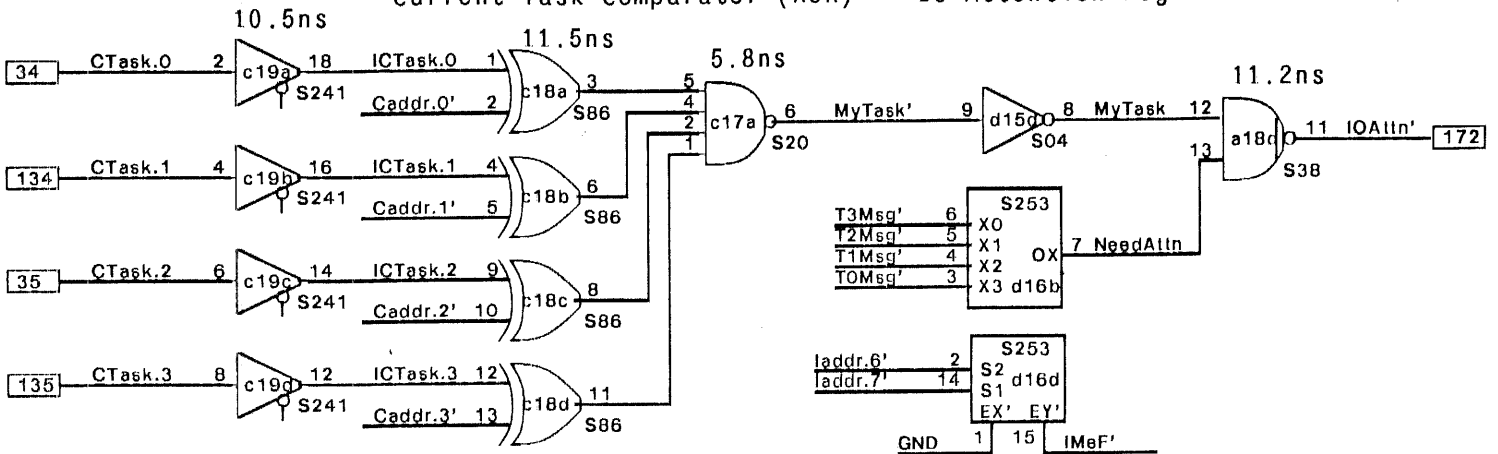 10.5ns
11.5ns
5.8ns
11.2ns
34 CTask.0 2 c19a 18 ICTask.0 1 c18a 3
S241
Caddr.0' 2 S86
134 CTask.1 4 c19b 16 ICTask.1 4 c18b 6
S241
Caddr.1' 5 S86
35 CTask.2 6 c19c 14 ICTask.2 9 c18c 8
S241
Caddr.2' 10 S86
135 CTask.3 8 c19d 12 ICTask.3 12 c18d 11
S241
Caddr.3' 13 S86
5
4
2
1
c17a 6 MyTask' 9 d15d 8 MyTask 12
S20 S04
a18d 11 IOAttn' 172
13 S38
S253
T3Msg' 6 X0
T2Msg' 5 X1
T1Msg' 4 X2
T0Msg' 3 X3
OX 7 NeedAttn
d16b
S253
Iaddr.6' 2 S2
Iaddr.7' 14 S1
d16d
EX' EY'
GND 1 15 IMeF'